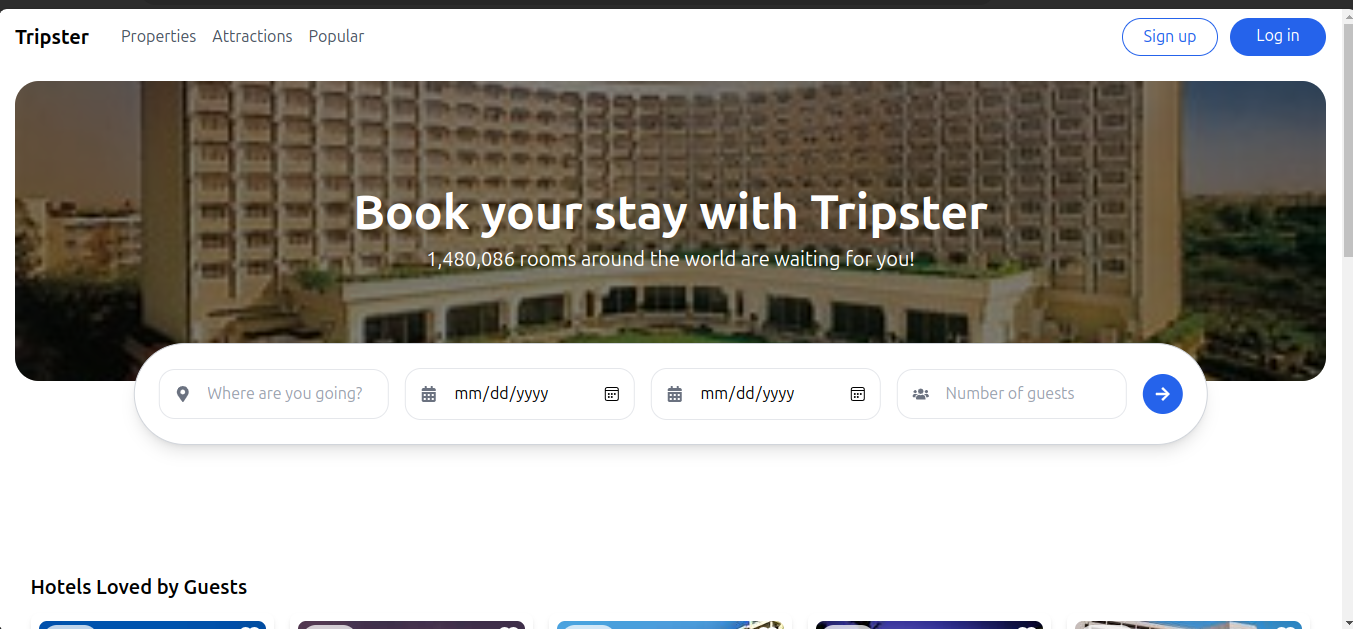 Tripster Properties Attractions Popular Sign up Log in
Book your stay with Tripster
1,480,086 rooms around the world are waiting for you!
Where are you going? mm/dd/yyyy mm/dd/yyyy Number of guests
Hotels Loved by Guests